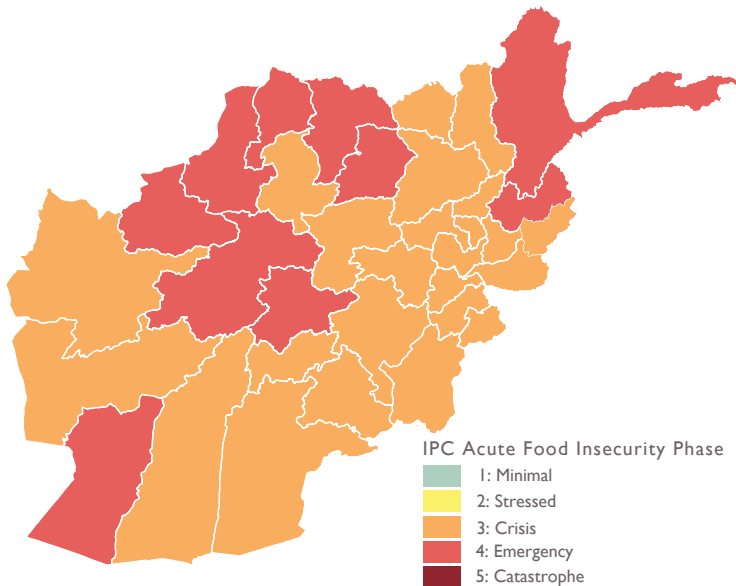 IPC Acute Food Insecurity Phase
1: Minimal
2: Stressed
3: Crisis
4: Emergency
5: Catastrophe